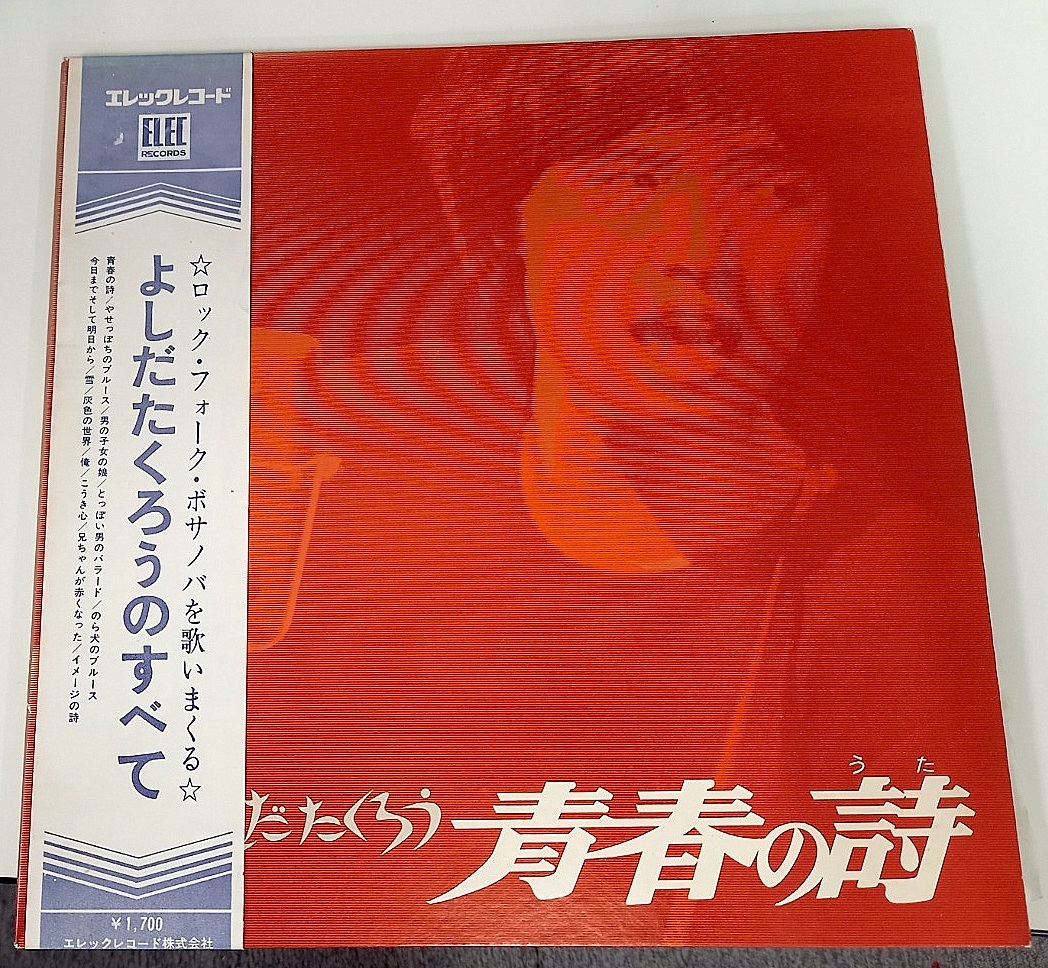 エレックレコード
ELEC
RECORDS
☆ロック・フォーク・ボサノバを歌いまくる☆
よしだたくろうのすべて
青春の詩／やせっぽちのブルース／男の子女の娘／とっぽい男のバラード／のら犬のブルース
今日までそして明日から／雪／灰色の世界／俺／こうき心／兄ちゃんが赤くなった／イメージの詩
¥1,700
エレックレコード株式会社
だたくろう
うた
青春の詩